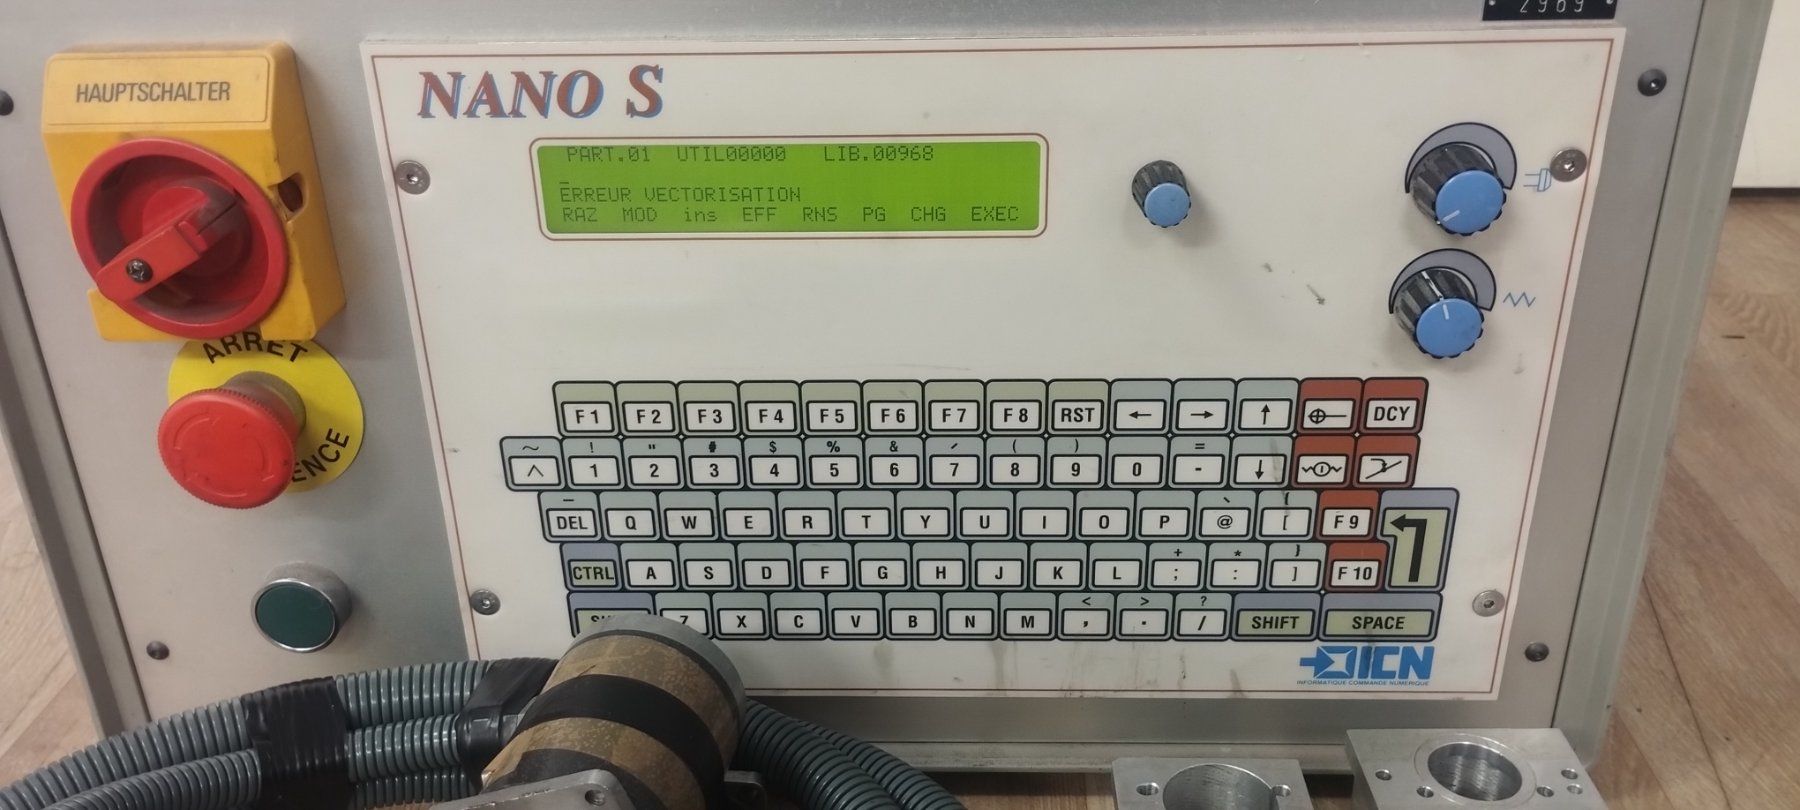 2969
HAUPTSCHALTER
NANO S
PART.01 UTIL00000 LIB.00968
ERREUR VECTORISATION
RAZ MOD ins EFF RNS PG CHG EXEC
ARRET
F1 F2 F3 F4 F5 F6 F7 F8 RST ← → ↑ DCY
~ ! " # $ % & ' ( ) =
^ 1 2 3 4 5 6 7 8 9 0 - ↓
DEL Q W E R T Y U I O P @ [ F9
+ * }
CTRL A S D F G H J K L ; : ] F10
< > ?
Z X C V B N M , . / SHIFT SPACE
ICN
INFORMATIQUE COMMANDE NUMERIQUE